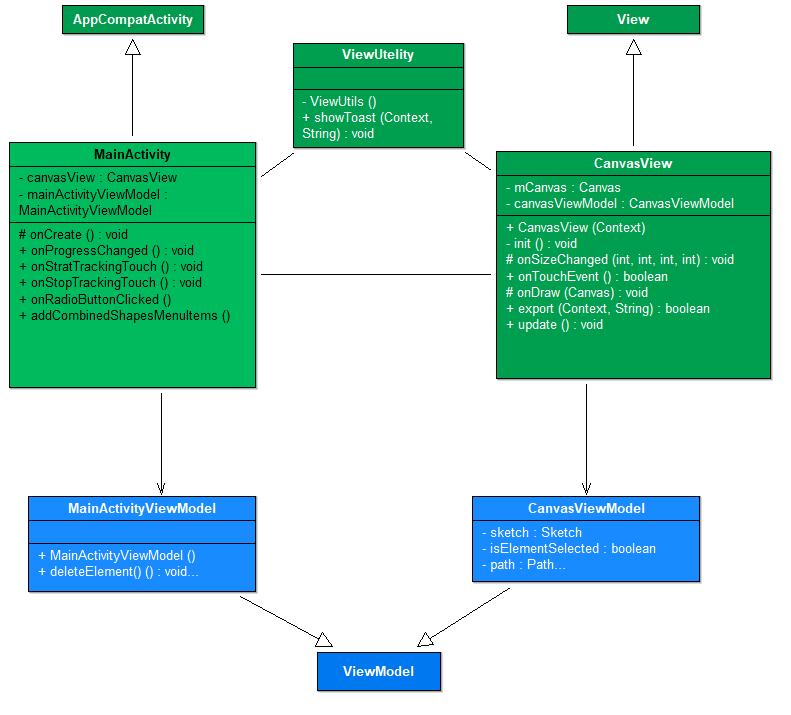 AppCompatActivity
View
ViewUtelity
- ViewUtils ()
+ showToast (Context,
String) : void
MainActivity
- canvasView : CanvasView
- mainActivityViewModel :
MainActivityViewModel
# onCreate () : void
+ onProgressChanged () : void
+ onStratTrackingTouch () : void
+ onStopTrackingTouch () : void
+ onRadioButtonClicked ()
+ addCombinedShapesMenuItems ()
CanvasView
- mCanvas : Canvas
- canvasViewModel : CanvasViewModel
+ CanvasView (Context)
- init () : void
# onSizeChanged (int, int, int, int) : void
+ onTouchEvent () : boolean
# onDraw (Canvas) : void
+ export (Context, String) : boolean
+ update () : void
MainActivityViewModel
+ MainActivityViewModel ()
+ deleteElement() () : void...
CanvasViewModel
- sketch : Sketch
- isElementSelected : boolean
- path : Path...
ViewModel